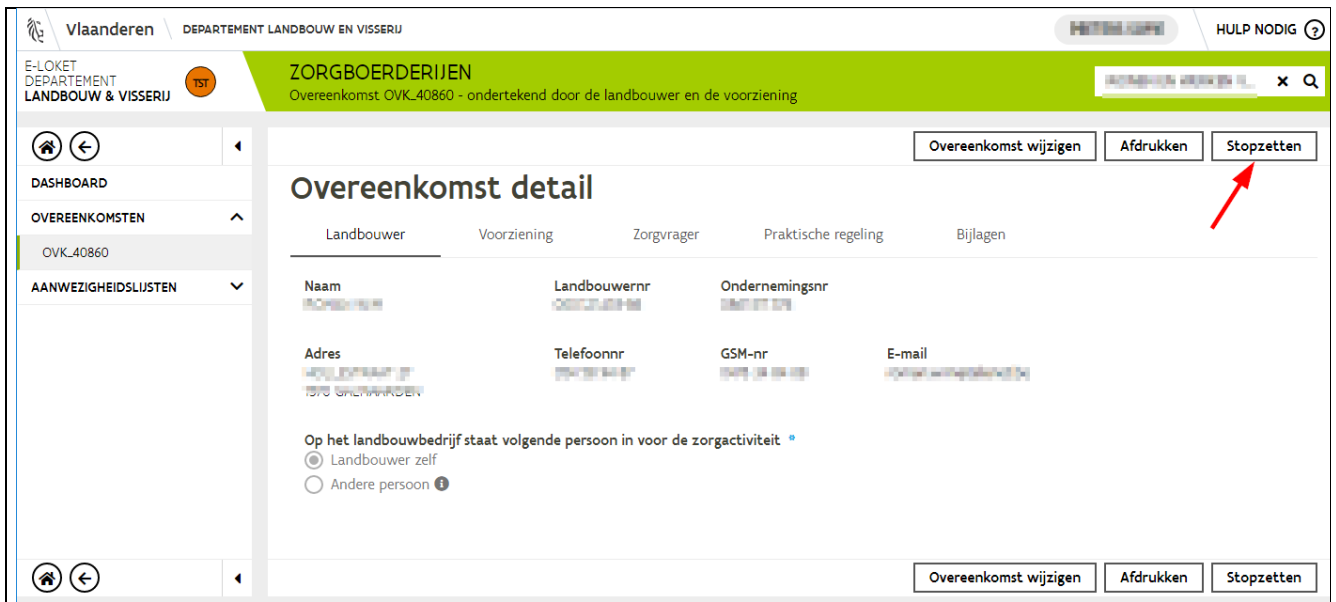 Vlaanderen DEPARTEMENT LANDBOUW EN VISSERIJ HULP NODIG ?
E-LOKET
DEPARTEMENT
LANDBOUW & VISSERIJ
TST
ZORGBOERDERIJEN
Overeenkomst OVK_40860 - ondertekend door de landbouwer en de voorziening
Overeenkomst wijzigen Afdrukken Stopzetten
DASHBOARD
OVEREENKOMSTEN
OVK_40860
AANWEZIGHEIDSLIJSTEN
Overeenkomst detail
Landbouwer Voorziening Zorgvrager Praktische regeling Bijlagen
Naam Landbouwernr Ondernemingsnr
Adres Telefoonnr GSM-nr E-mail
Op het landbouwbedrijf staat volgende persoon in voor de zorgactiviteit *
Landbouwer zelf
Andere persoon
Overeenkomst wijzigen Afdrukken Stopzetten